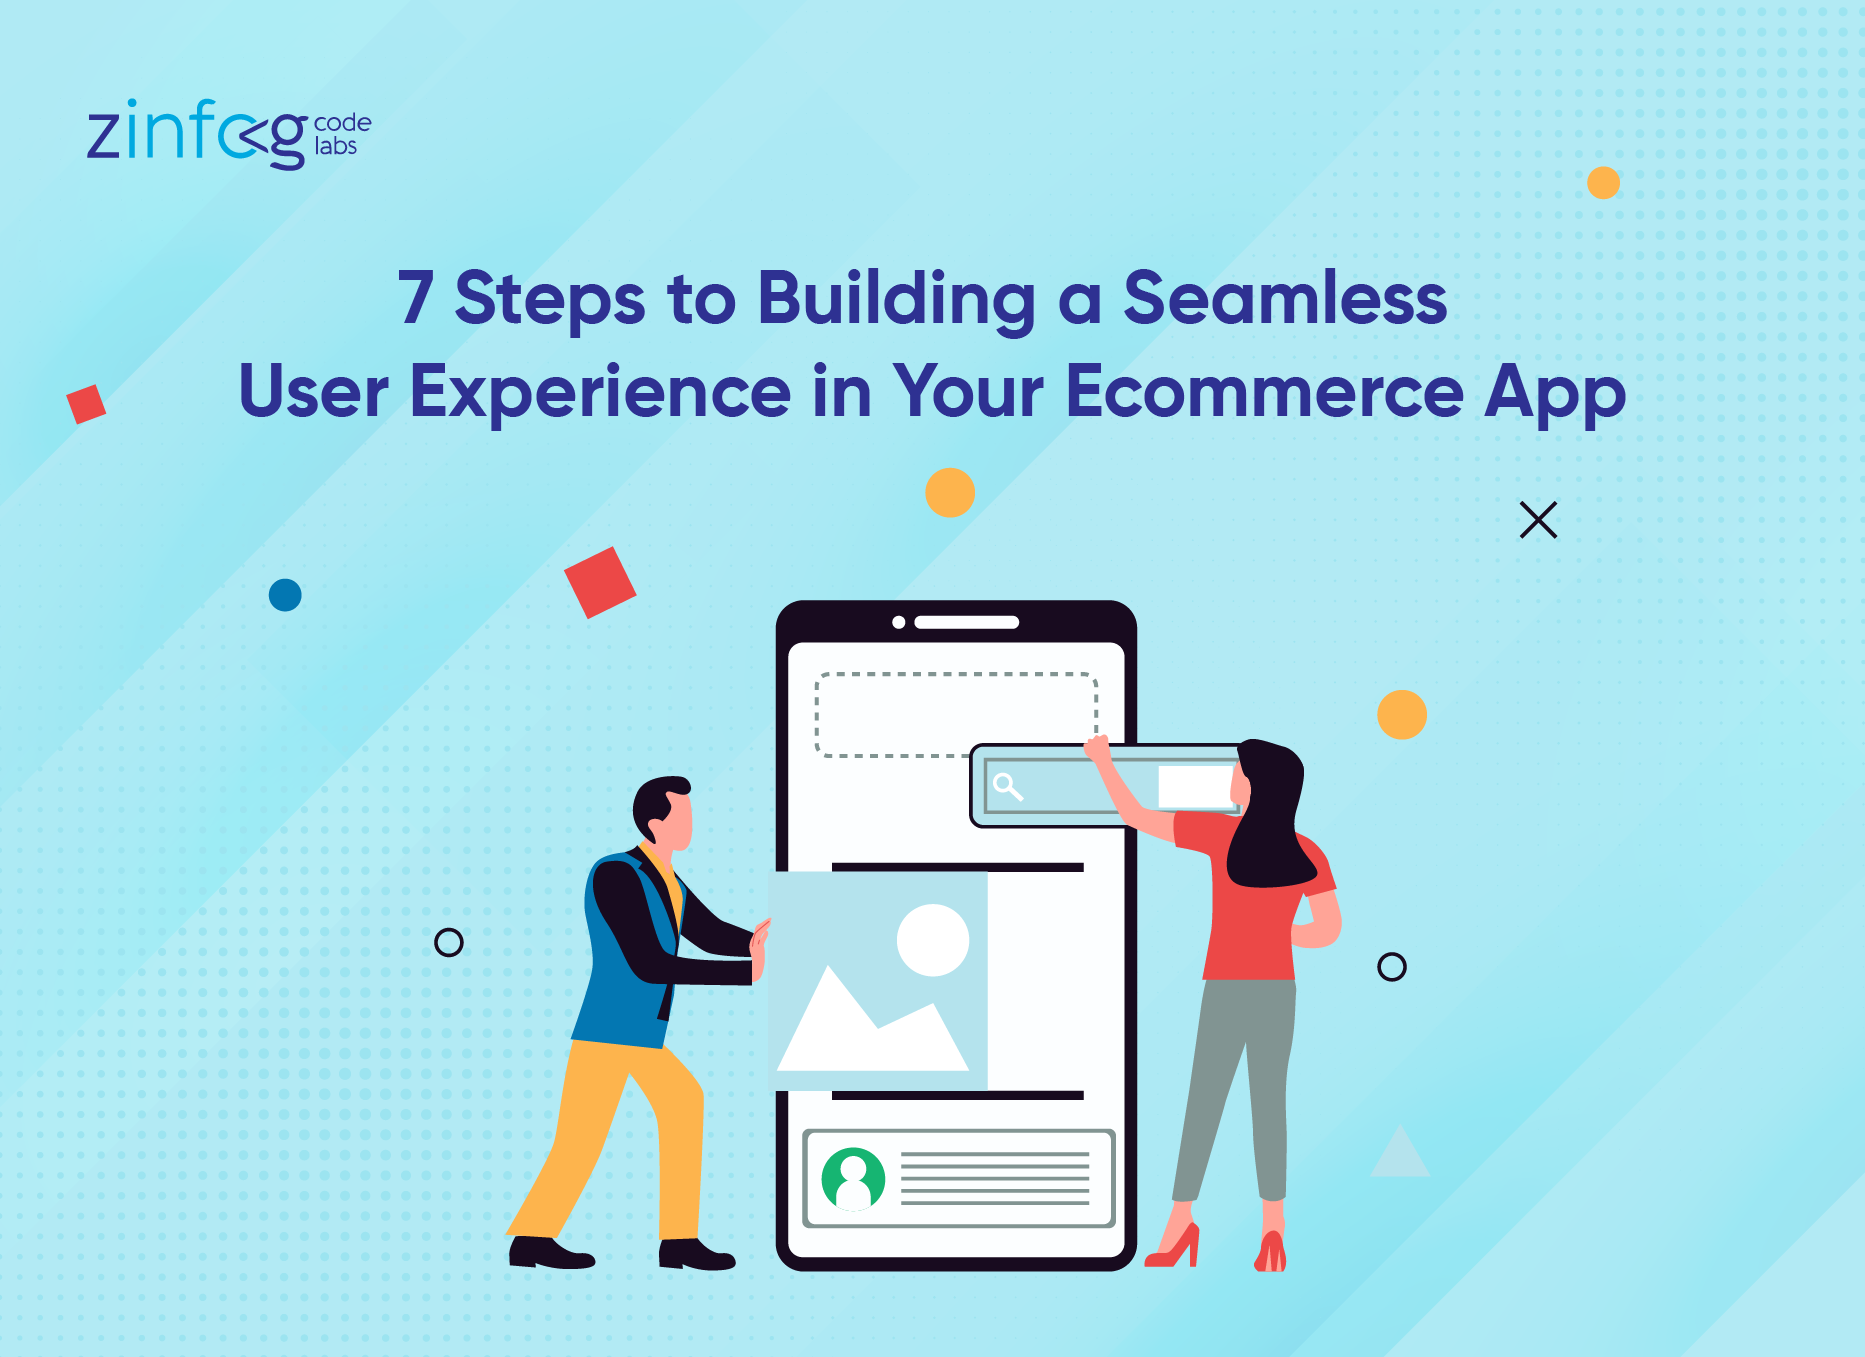 zinfog code
labs
7 Steps to Building a Seamless
User Experience in Your Ecommerce App